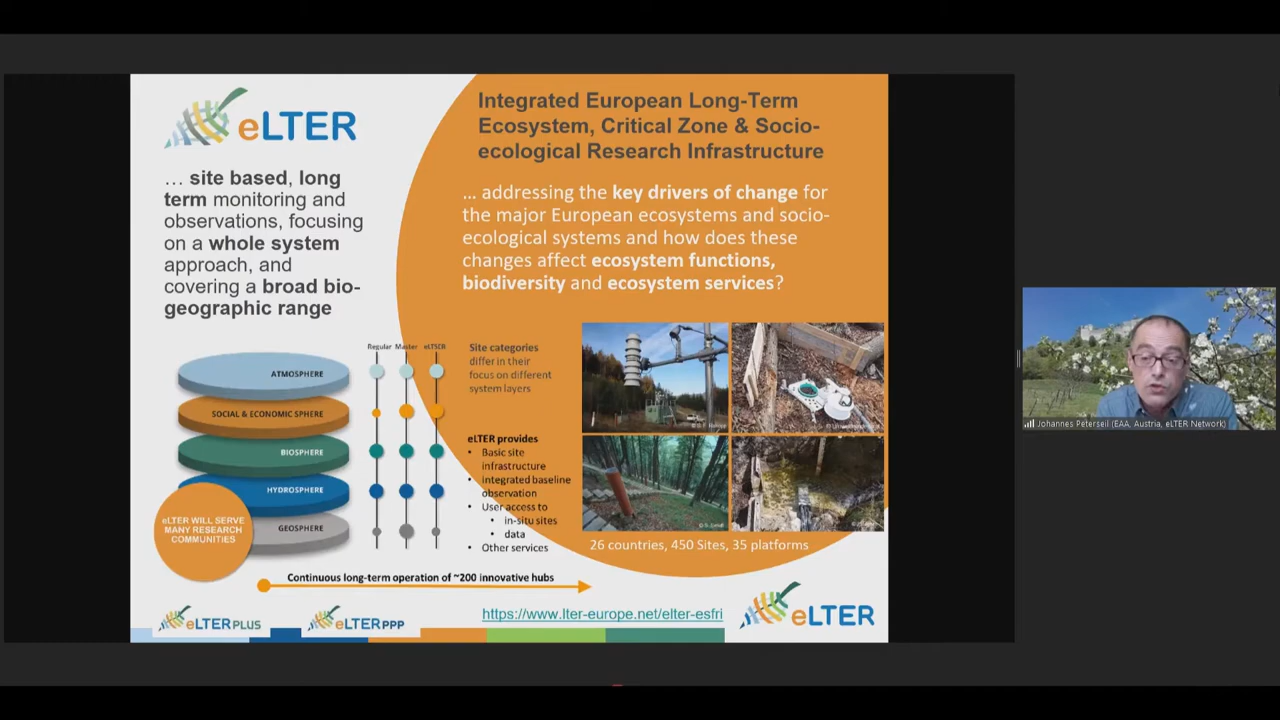 eLTER
Integrated European Long-Term
Ecosystem, Critical Zone & Socio-
ecological Research Infrastructure
… site based, long
term monitoring and
observations, focusing
on a whole system
approach, and
covering a broad bio-
geographic range
… addressing the key drivers of change for
the major European ecosystems and socio-
ecological systems and how does these
changes affect ecosystem functions,
biodiversity and ecosystem services?
Regular Master eLTSER
ATMOSPHERE
SOCIAL & ECONOMIC SPHERE
BIOSPHERE
HYDROSPHERE
GEOSPHERE
eLTER WILL SERVE
MANY RESEARCH
COMMUNITIES
Site categories
differ in their
focus on different
system layers
eLTER provides
• Basic site
infrastructure
• integrated baseline
observation
• User access to
• in-situ sites
• data
• Other services
26 countries, 450 Sites, 35 platforms
Continuous long-term operation of ~200 innovative hubs
eLTER PLUS
eLTER PPP
https://www.lter-europe.net/elter-esfri
eLTER
Johannes Peterseil (EAA, Austria, eLTER Network)